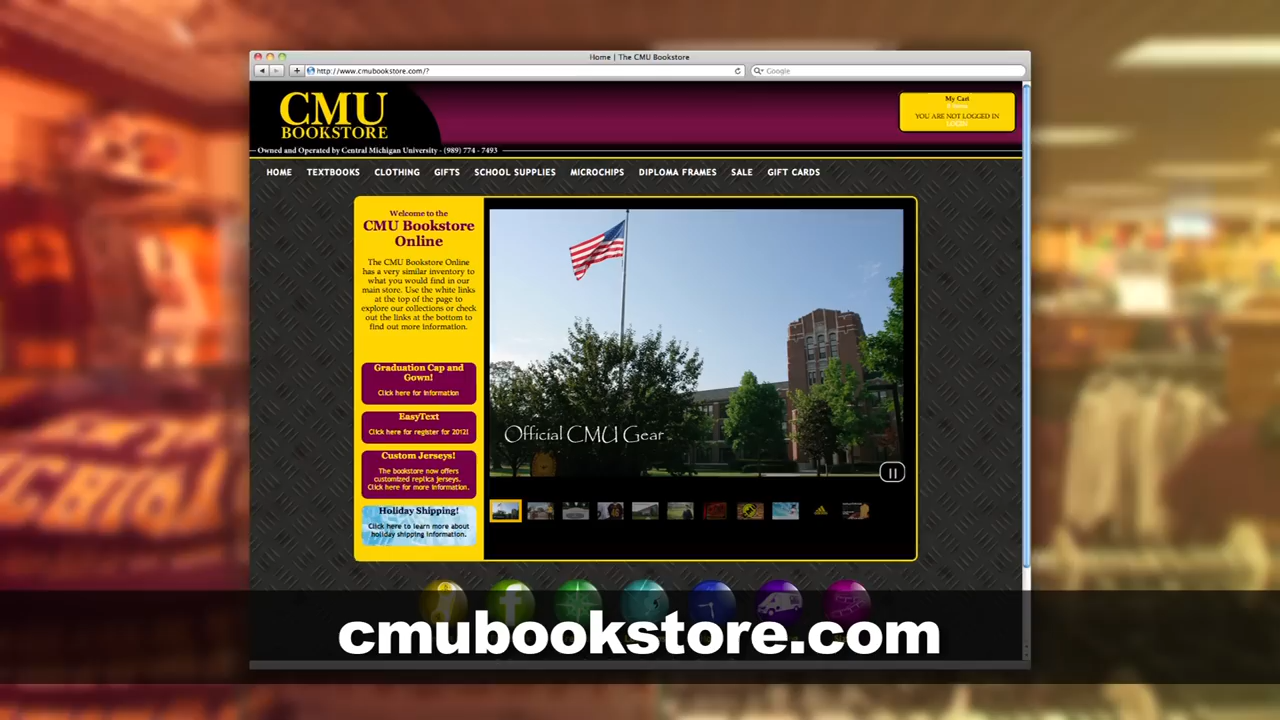 Home | The CMU Bookstore
http://www.cmubookstore.com/?
Google
CMU
BOOKSTORE
My Cart
YOU ARE NOT LOGGED IN
LOGIN
Owned and Operated by Central Michigan University - (989) 774 - 7493
HOME TEXTBOOKS CLOTHING GIFTS SCHOOL SUPPLIES MICROCHIPS DIPLOMA FRAMES SALE GIFT CARDS
Welcome to the
CMU Bookstore
Online
The CMU Bookstore Online
has a very similar inventory to
what you would find in our
main store. Use the white links
at the top of the page to
explore our collections or check
out the links at the bottom to
find out more information.
Graduation Cap and
Gown!
Click here for information
EasyText
Click here for register for 2012!
Custom Jerseys!
The bookstore now offers
customized replica jerseys.
Click here for more information.
Holiday Shipping!
Click here to learn more about
holiday shipping information.
Official CMU Gear
cmubookstore.com